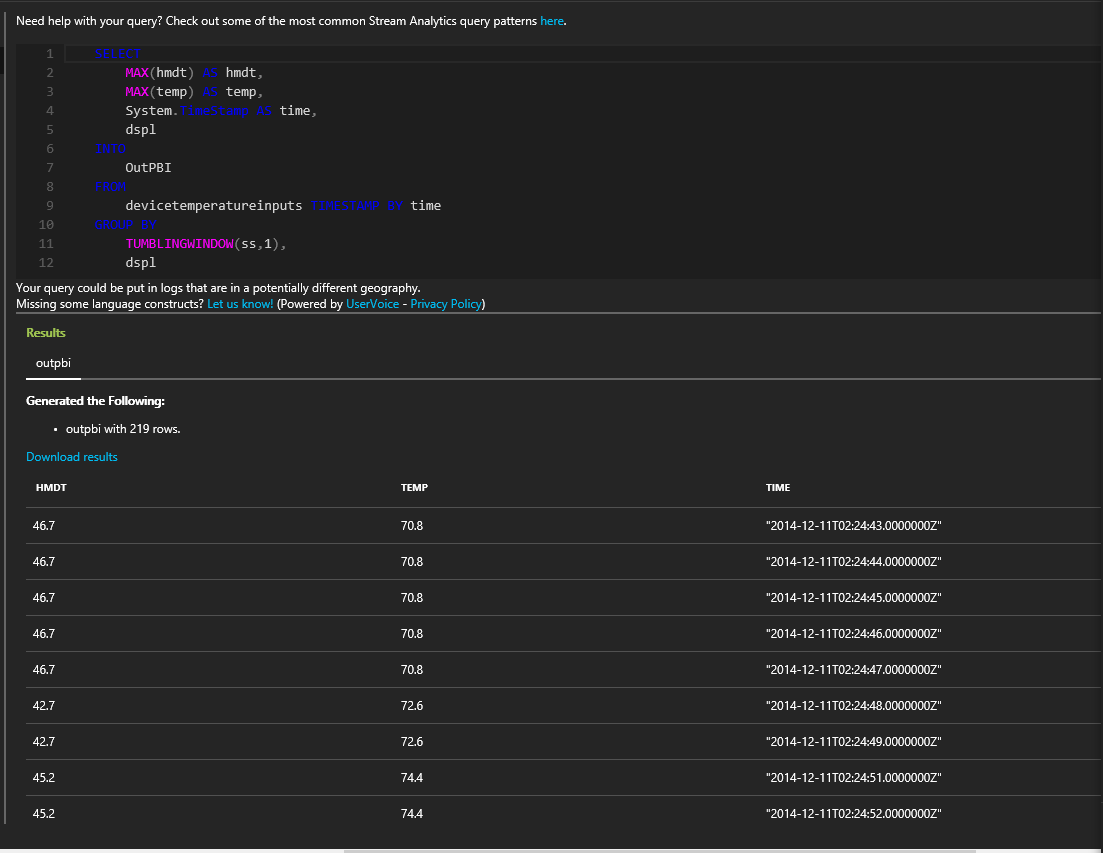 Need help with your query? Check out some of the most common Stream Analytics query patterns here.
1 SELECT
2 MAX(hmdt) AS hmdt,
3 MAX(temp) AS temp,
4 System.TimeStamp AS time,
5 dspl
6 INTO
7 OutPBI
8 FROM
9 devicetemperatureinputs TIMESTAMP BY time
10 GROUP BY
11 TUMBLINGWINDOW(ss,1),
12 dspl
Your query could be put in logs that are in a potentially different geography.
Missing some language constructs? Let us know! (Powered by UserVoice - Privacy Policy)
Results
outpbi
Generated the Following:
• outpbi with 219 rows.
Download results
HMDT TEMP TIME
46.7 70.8 "2014-12-11T02:24:43.0000000Z"
46.7 70.8 "2014-12-11T02:24:44.0000000Z"
46.7 70.8 "2014-12-11T02:24:45.0000000Z"
46.7 70.8 "2014-12-11T02:24:46.0000000Z"
46.7 70.8 "2014-12-11T02:24:47.0000000Z"
42.7 72.6 "2014-12-11T02:24:48.0000000Z"
42.7 72.6 "2014-12-11T02:24:49.0000000Z"
45.2 74.4 "2014-12-11T02:24:51.0000000Z"
45.2 74.4 "2014-12-11T02:24:52.0000000Z"